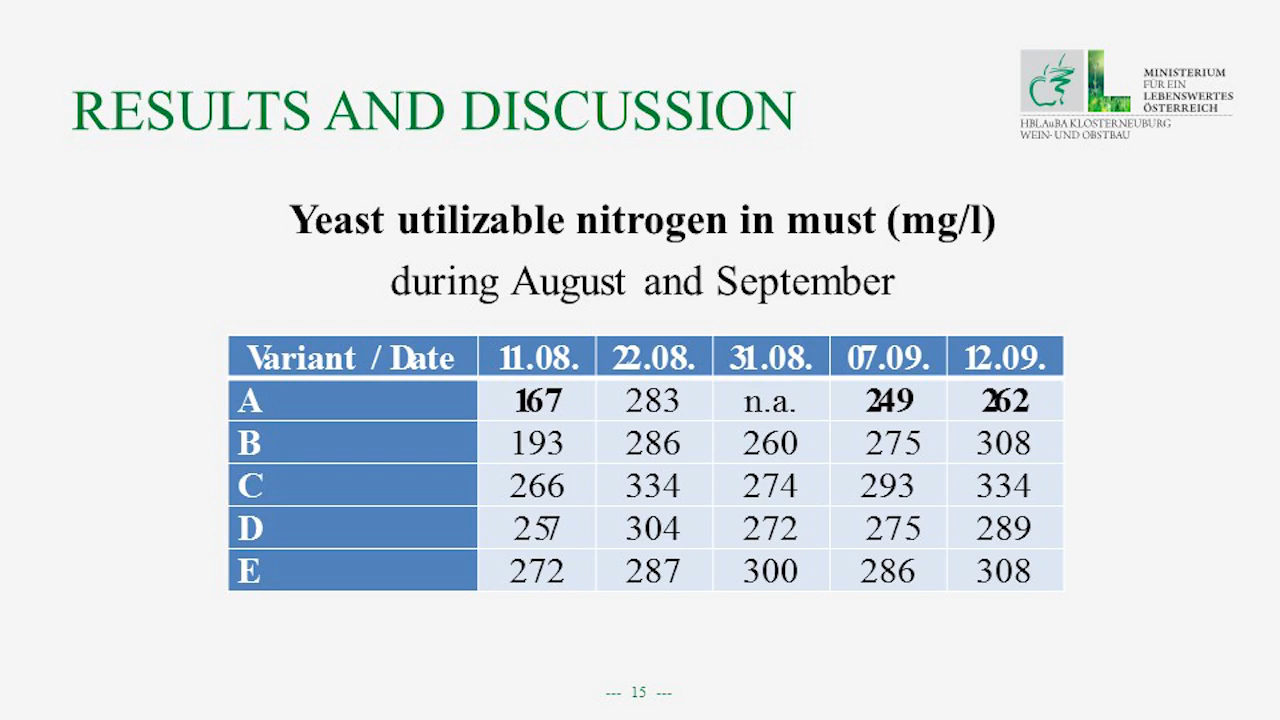 RESULTS AND DISCUSSION
MINISTERIUM
FÜR EIN
LEBENSWERTES
ÖSTERREICH
HBLAuBA KLOSTERNEUBURG
WEIN- UND OBSTBAU
Yeast utilizable nitrogen in must (mg/l)
during August and September
Variant / Date 11.08. 22.08. 31.08. 07.09. 12.09.
A 167 283 n.a. 249 262
B 193 286 260 275 308
C 266 334 274 293 334
D 257 304 272 275 289
E 272 287 300 286 308
--- 15 ---